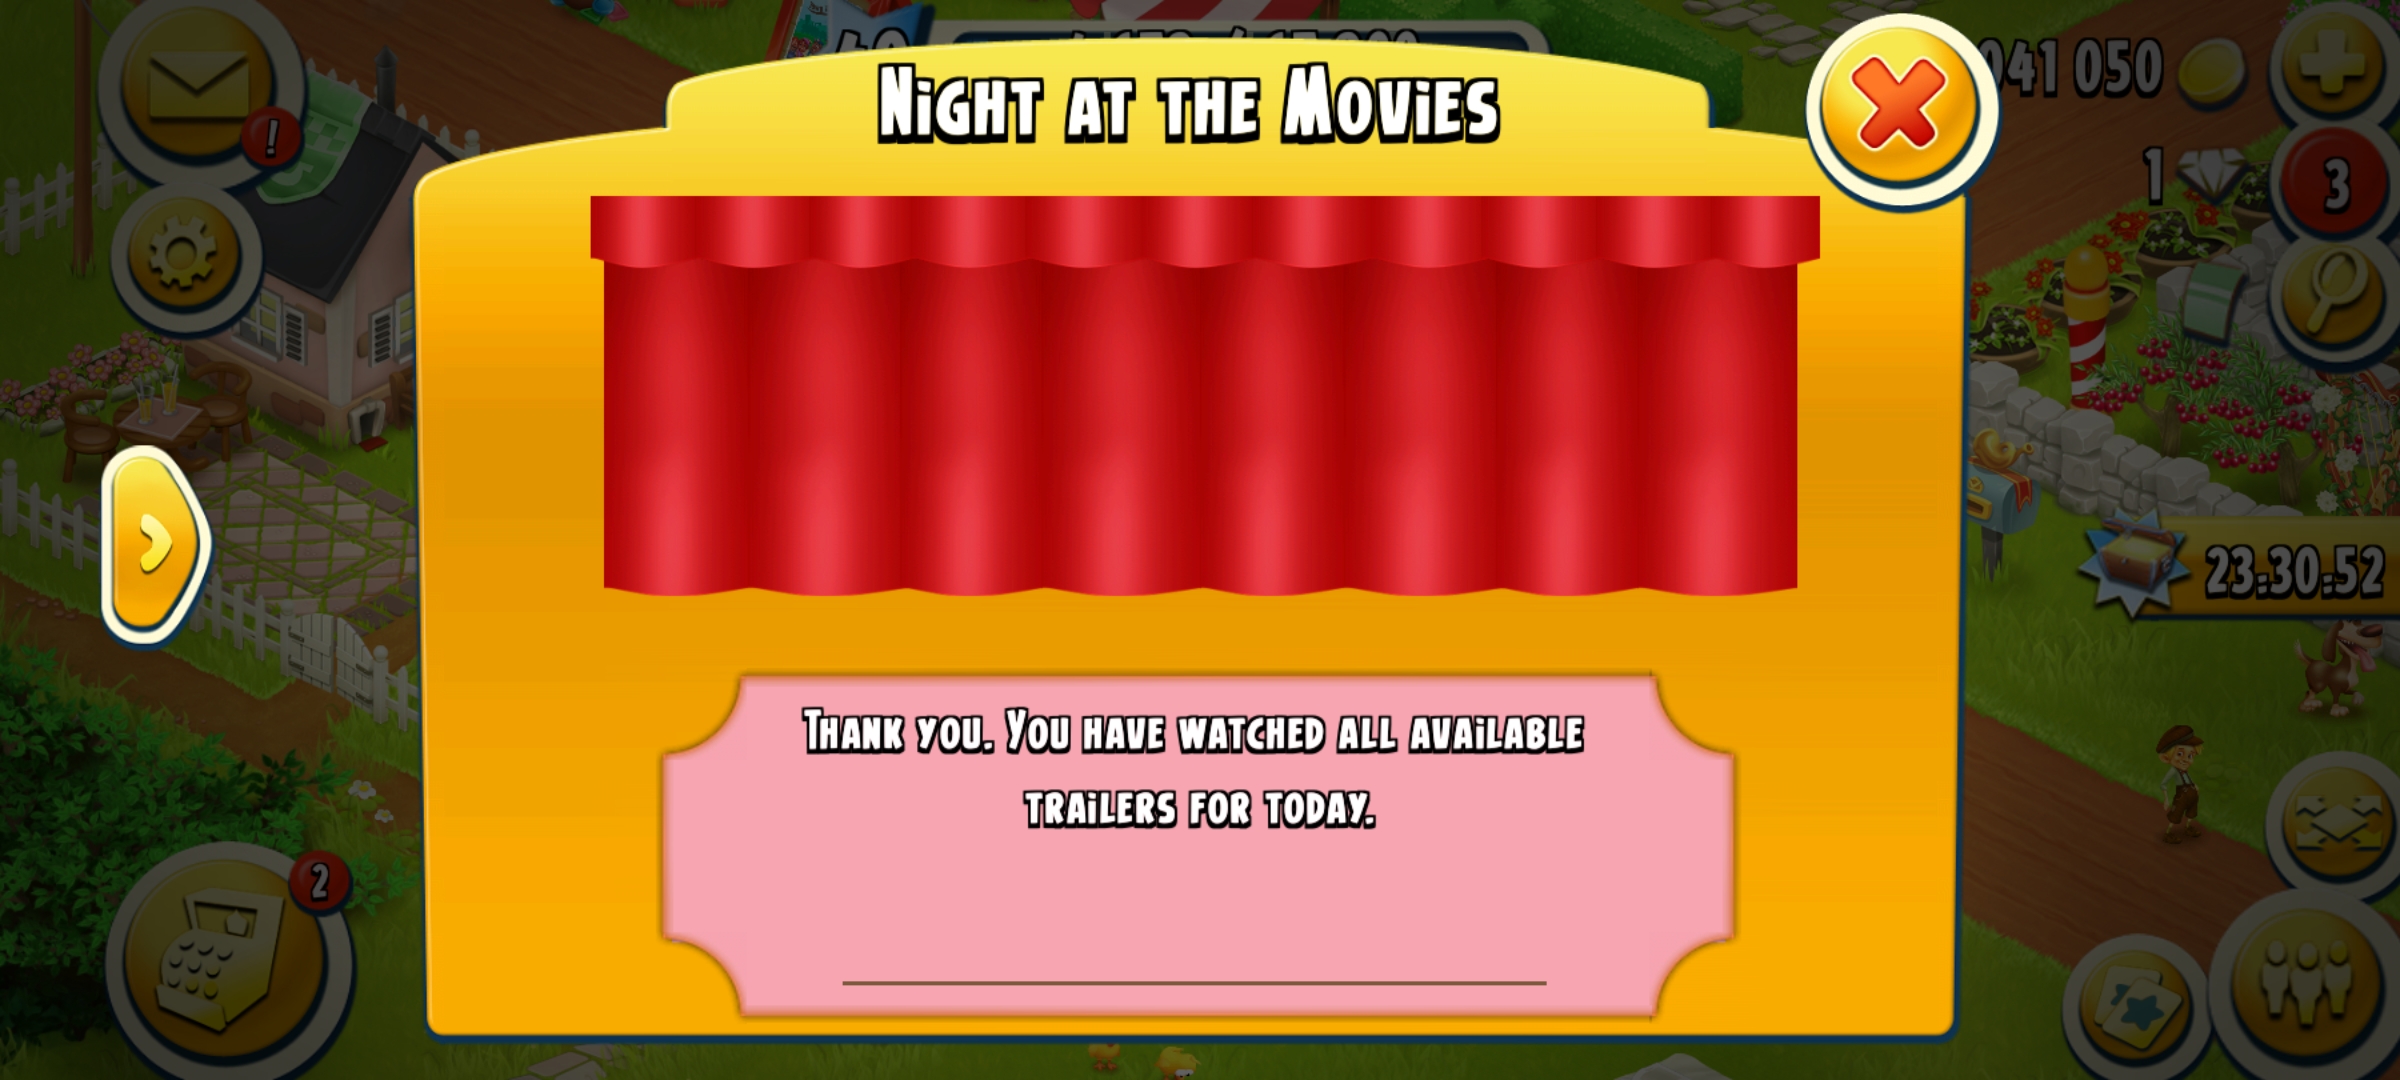 Night at the Movies
041 050
!
1
3
23:30:52
Thank you. You have watched all available
trailers for today.
2